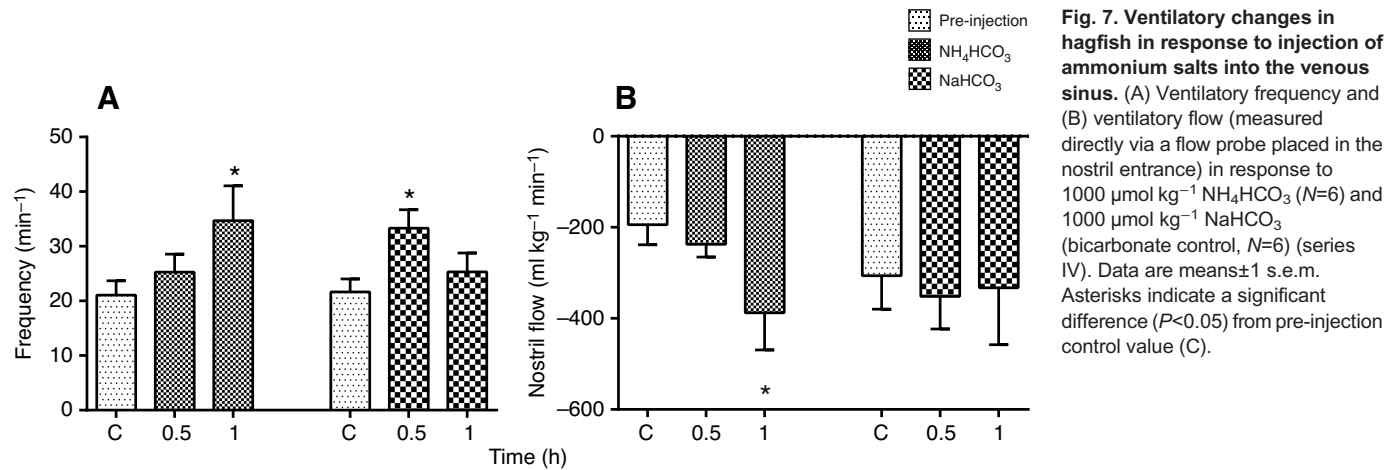 Pre-injection
NH₄HCO₃
NaHCO₃
A
50
40
30
20
10
0
Frequency (min⁻¹)
*
*
C 0.5 1 C 0.5 1
Time (h)
B
0
–200
–400
–600
Nostril flow (ml kg⁻¹ min⁻¹)
*
C 0.5 1 C 0.5 1
Fig. 7. Ventilatory changes in
hagfish in response to injection of
ammonium salts into the venous
sinus. (A) Ventilatory frequency and
(B) ventilatory flow (measured
directly via a flow probe placed in the
nostril entrance) in response to
1000 µmol kg⁻¹ NH₄HCO₃ (N=6) and
1000 µmol kg⁻¹ NaHCO₃
(bicarbonate control, N=6) (series
IV). Data are means±1 s.e.m.
Asterisks indicate a significant
difference (P<0.05) from pre-injection
control value (C).